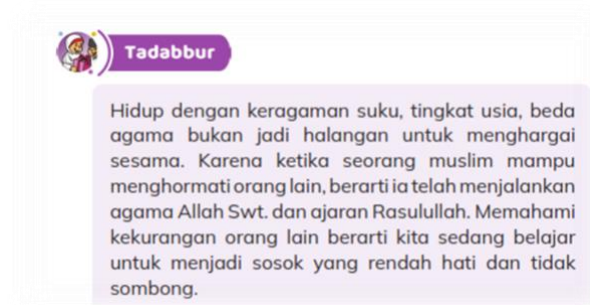 Tadabbur
Hidup dengan keragaman suku, tingkat usia, beda
agama bukan jadi halangan untuk menghargai
sesama. Karena ketika seorang muslim mampu
menghormati orang lain, berarti ia telah menjalankan
agama Allah Swt. dan ajaran Rasulullah. Memahami
kekurangan orang lain berarti kita sedang belajar
untuk menjadi sosok yang rendah hati dan tidak
sombong.